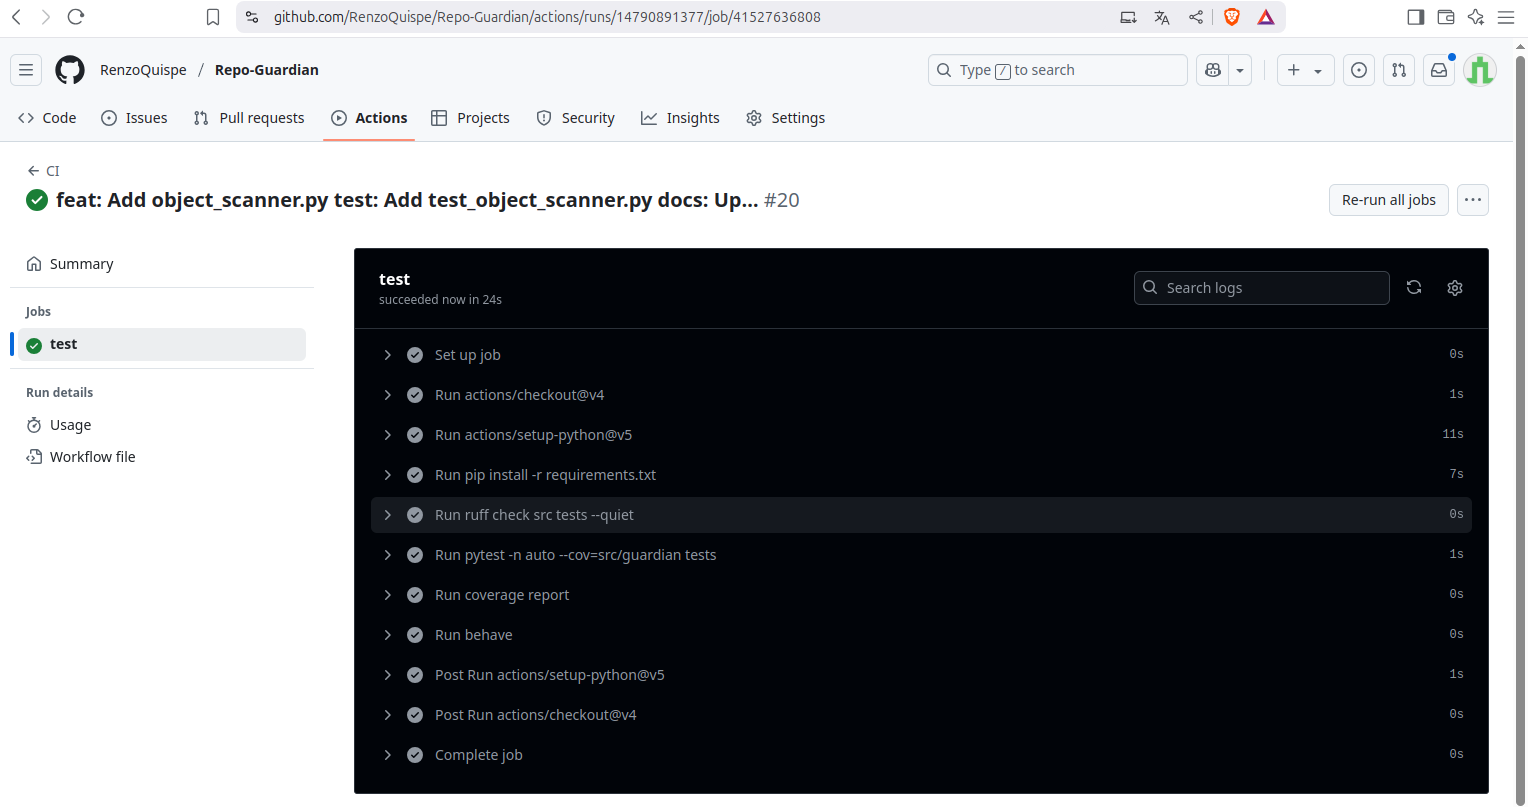 github.com/RenzoQuispe/Repo-Guardian/actions/runs/14790891377/job/41527636808
RenzoQuispe / Repo-Guardian
Type / to search
Code Issues Pull requests Actions Projects Security Insights Settings
CI
feat: Add object_scanner.py test: Add test_object_scanner.py docs: Up... #20
Re-run all jobs
Summary
Jobs
test
Run details
Usage
Workflow file
test
succeeded now in 24s
Search logs
Set up job 0s
Run actions/checkout@v4 1s
Run actions/setup-python@v5 11s
Run pip install -r requirements.txt 7s
Run ruff check src tests --quiet 0s
Run pytest -n auto --cov=src/guardian tests 1s
Run coverage report 0s
Run behave 0s
Post Run actions/setup-python@v5 1s
Post Run actions/checkout@v4 0s
Complete job 0s